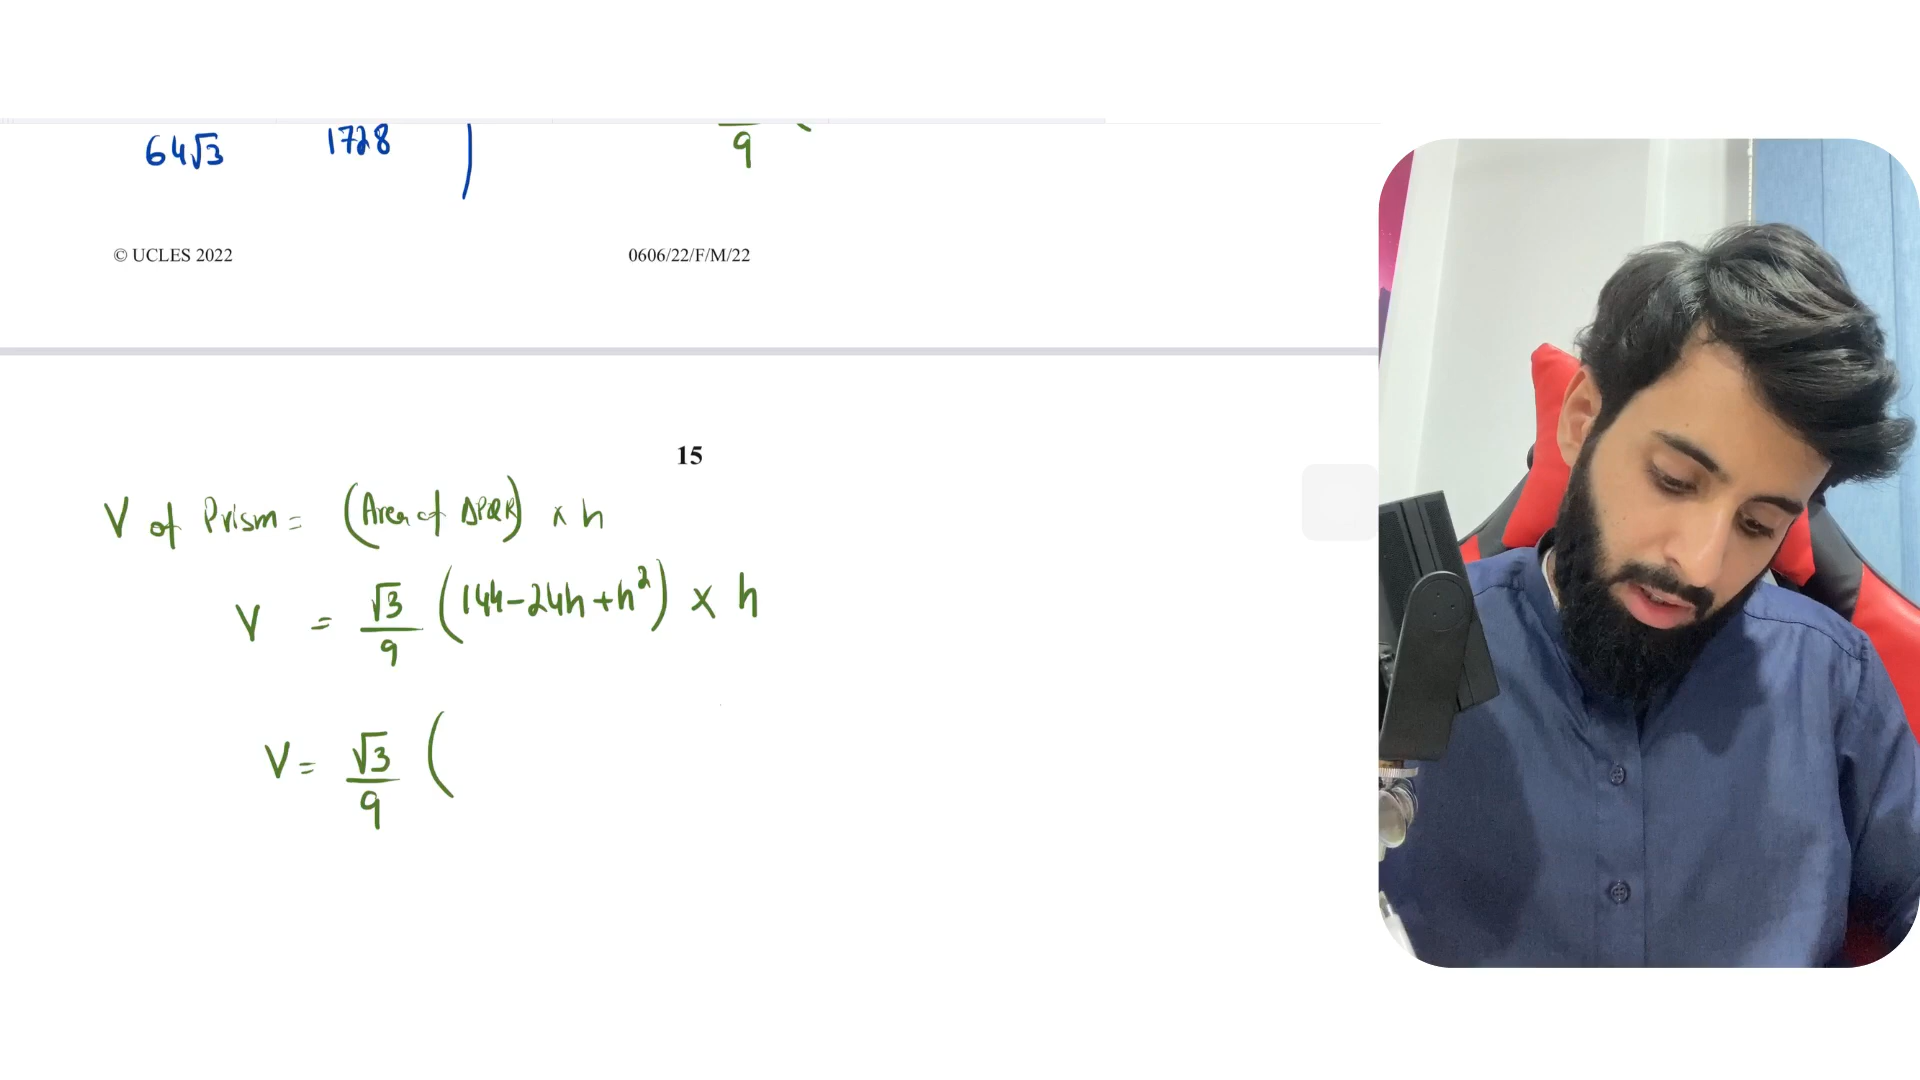 64√3 1728
9
© UCLES 2022 0606/22/F/M/22
15
V of Prism = (Area of ΔPQR) × h
V = √3/9 (144-24h+h²) × h
V = √3/9 (